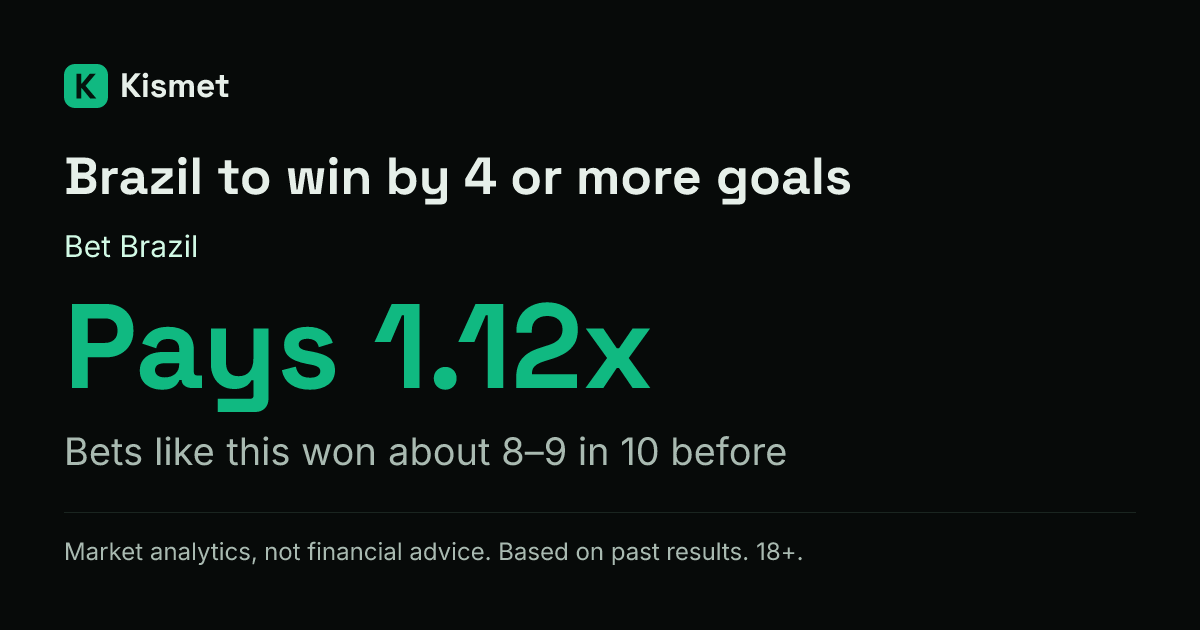 K Kismet
Brazil to win by 4 or more goals
Bet Brazil
Pays 1.12x
Bets like this won about 8–9 in 10 before
Market analytics, not financial advice. Based on past results. 18+.